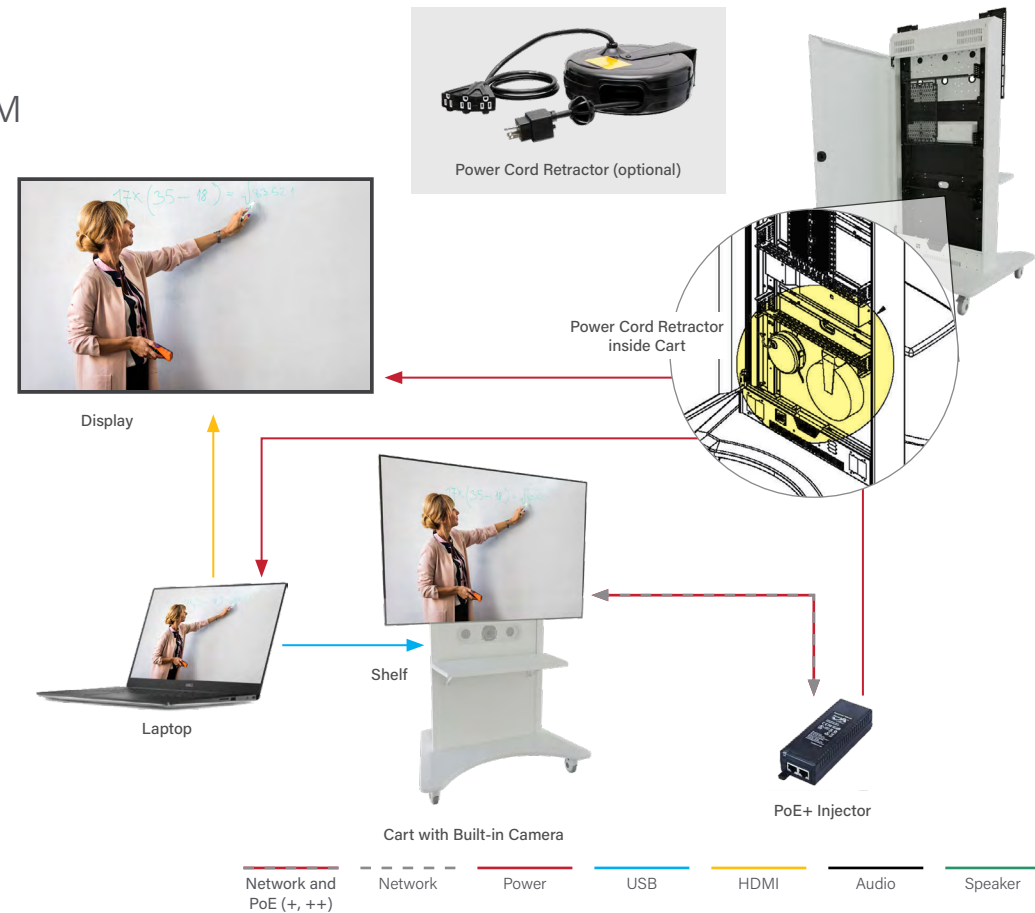 M
Power Cord Retractor (optional)
Power Cord Retractor
inside Cart
Display
Shelf
Laptop
PoE+ Injector
Cart with Built-in Camera
Network and
PoE (+, ++)
Network
Power
USB
HDMI
Audio
Speaker